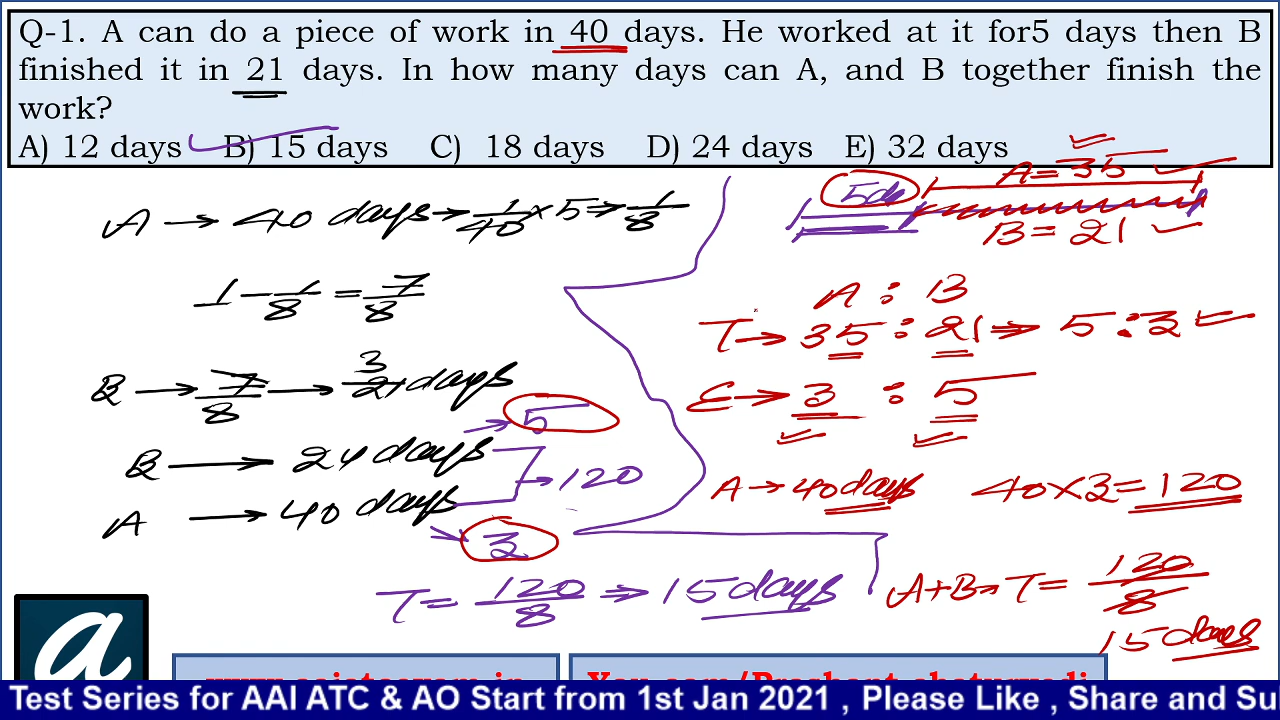 Q-1. A can do a piece of work in 40 days. He worked at it for5 days then B
finished it in 21 days. In how many days can A, and B together finish the
work?
A) 12 days B) 15 days C) 18 days D) 24 days E) 32 days
A → 40 days → 1/40 × 5 ⇒ 1/8
1 - 1/8 = 7/8
B → 7/8 → 21 days
3
B → 24 days
A → 40 days
5
→ 120
3
T = 120/8 ⇒ 15 days
A = 35
B = 21
A : B
T → 35 : 21 ⇒ 5 : 3
E → 3 : 5
A → 40 days 40 × 3 = 120
A+B → T = 120/8
15 days
a
Test Series for AAI ATC & AO Start from 1st Jan 2021 , Please Like , Share and Su